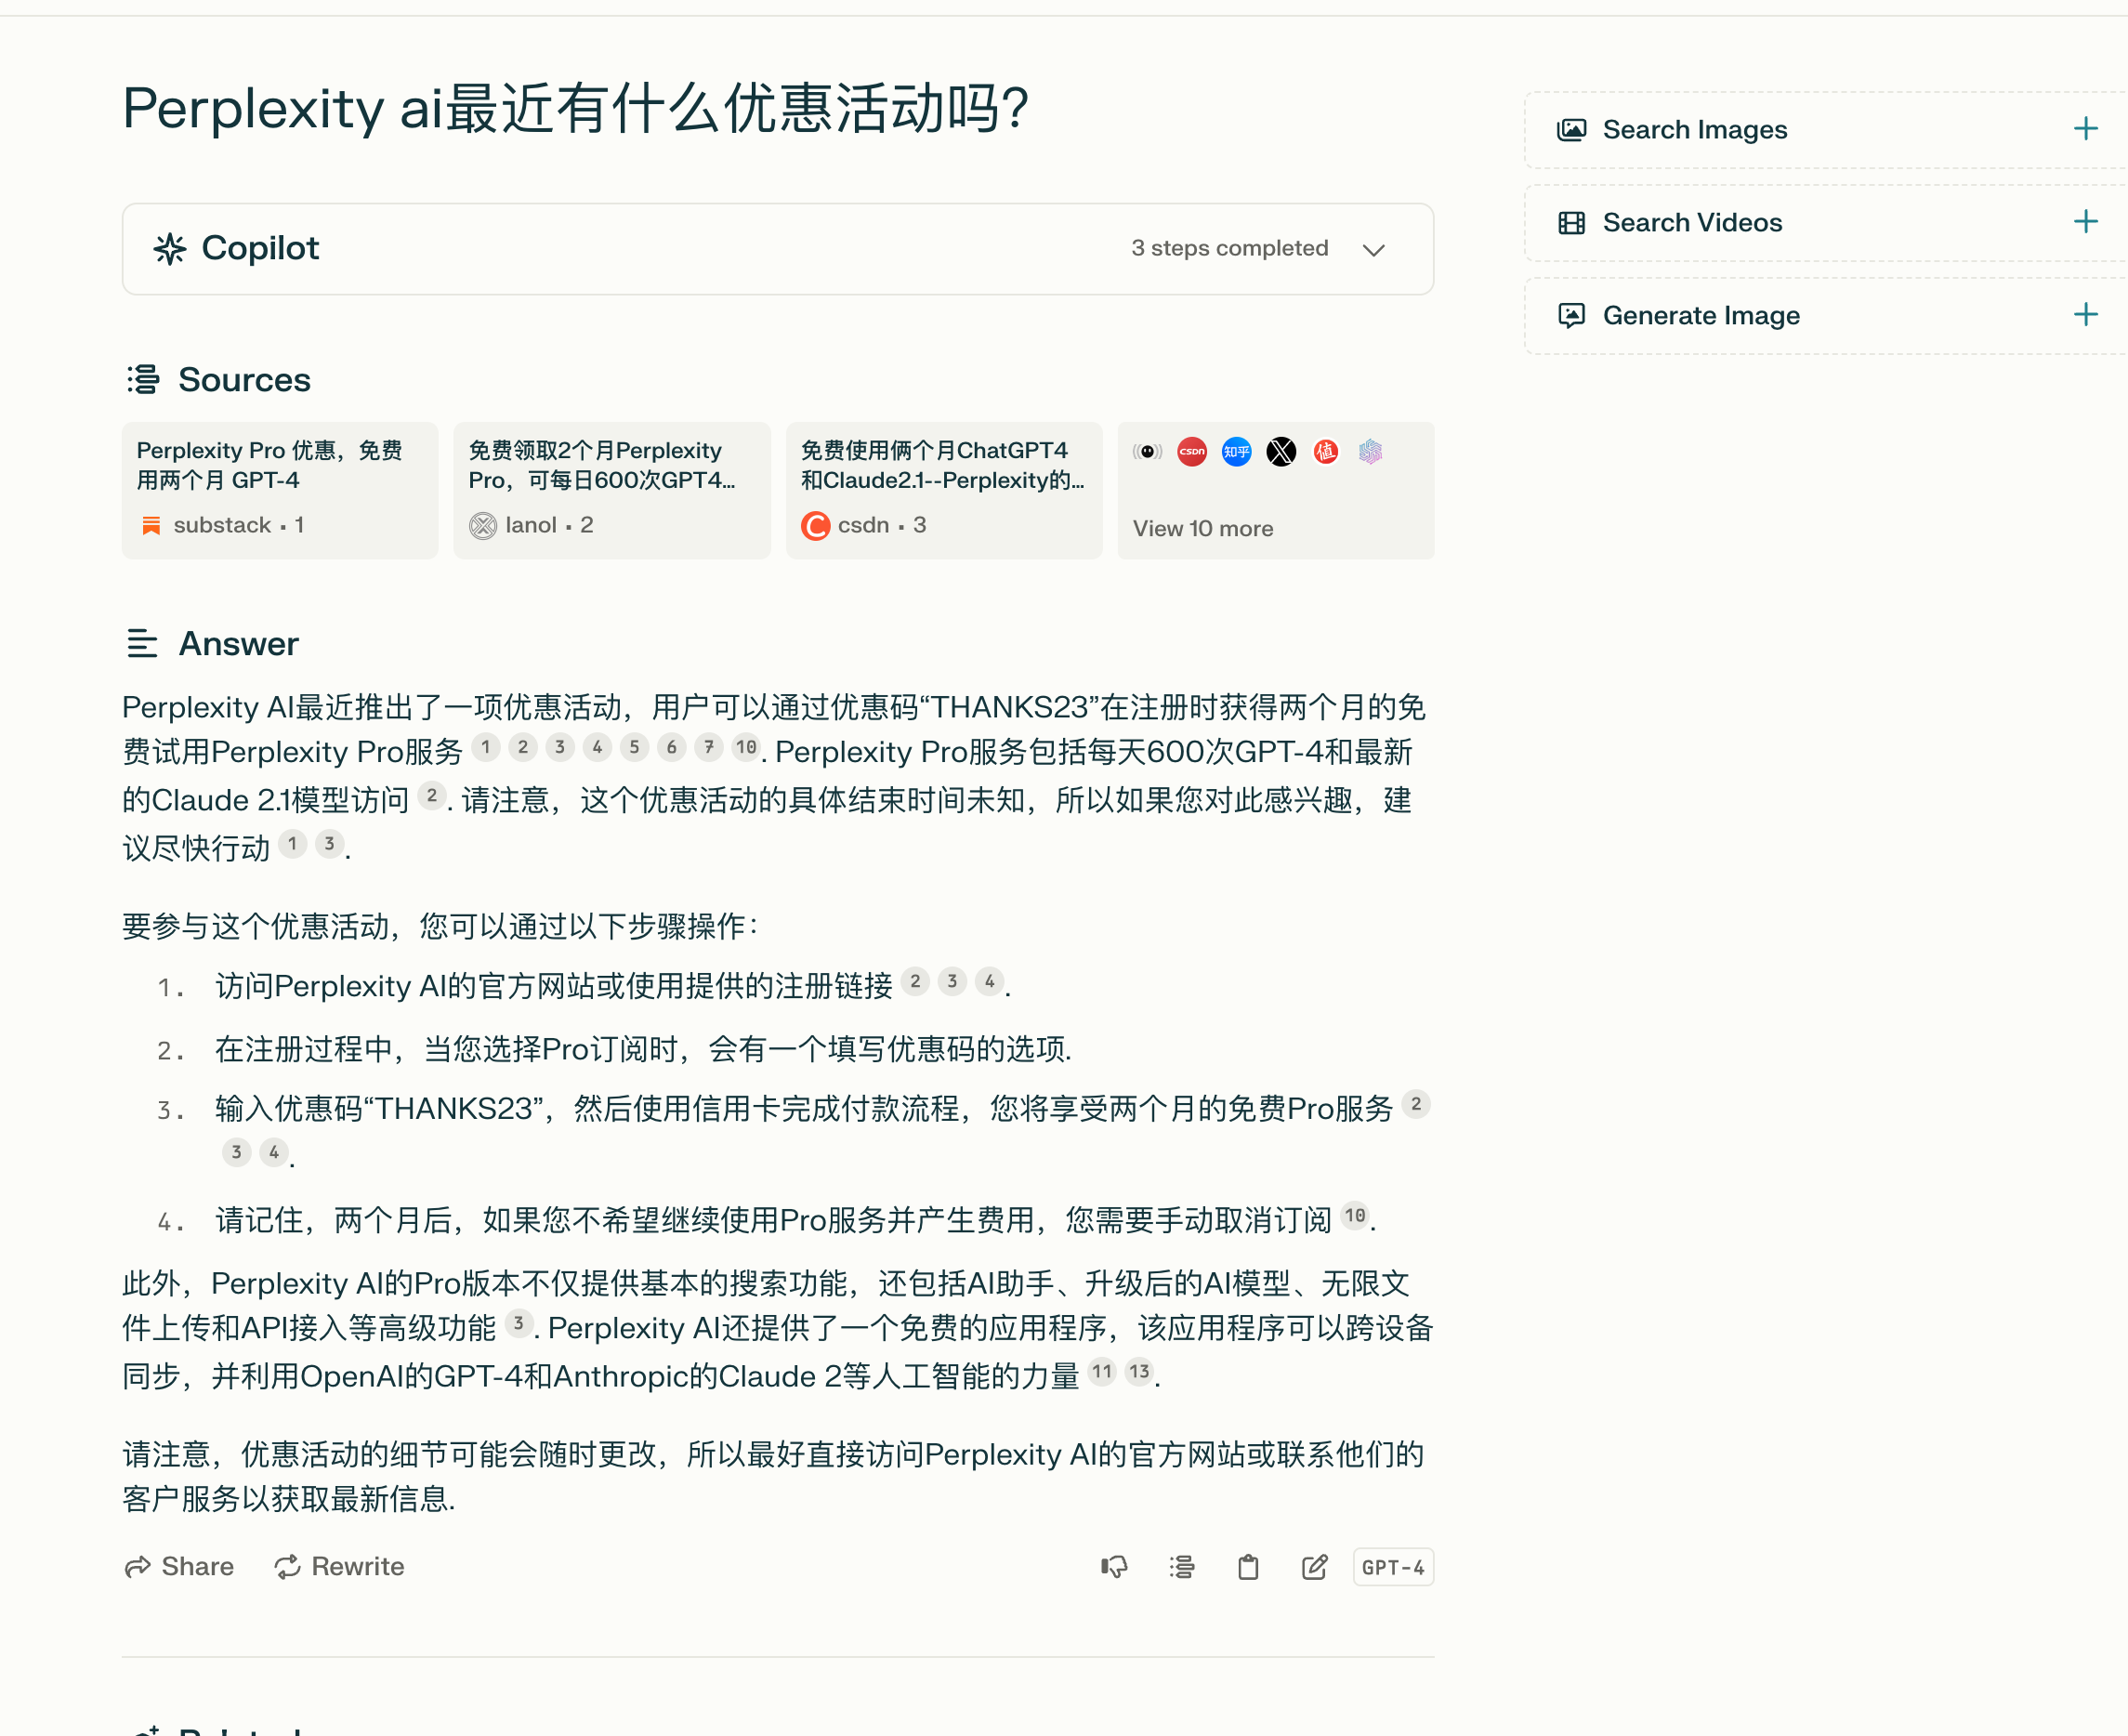 Perplexity ai最近有什么优惠活动吗?
Search Images
Search Videos
Generate Image
Copilot
3 steps completed
Sources
Perplexity Pro 优惠，免费
用两个月 GPT-4
substack • 1
免费领取2个月Perplexity
Pro，可每日600次GPT4...
lanol • 2
免费使用俩个月ChatGPT4
和Claude2.1--Perplexity的...
csdn • 3
CSDN 知乎 值
View 10 more
Answer
Perplexity AI最近推出了一项优惠活动，用户可以通过优惠码“THANKS23”在注册时获得两个月的免
费试用Perplexity Pro服务 1 2 3 4 5 6 7 10. Perplexity Pro服务包括每天600次GPT-4和最新
的Claude 2.1模型访问 2. 请注意，这个优惠活动的具体结束时间未知，所以如果您对此感兴趣，建
议尽快行动 1 3.
要参与这个优惠活动，您可以通过以下步骤操作：
1. 访问Perplexity AI的官方网站或使用提供的注册链接 2 3 4.
2. 在注册过程中，当您选择Pro订阅时，会有一个填写优惠码的选项.
3. 输入优惠码“THANKS23”，然后使用信用卡完成付款流程，您将享受两个月的免费Pro服务 2
3 4.
4. 请记住，两个月后，如果您不希望继续使用Pro服务并产生费用，您需要手动取消订阅 10.
此外，Perplexity AI的Pro版本不仅提供基本的搜索功能，还包括AI助手、升级后的AI模型、无限文
件上传和API接入等高级功能 3. Perplexity AI还提供了一个免费的应用程序，该应用程序可以跨设备
同步，并利用OpenAI的GPT-4和Anthropic的Claude 2等人工智能的力量 11 13.
请注意，优惠活动的细节可能会随时更改，所以最好直接访问Perplexity AI的官方网站或联系他们的
客户服务以获取最新信息.
Share
Rewrite
GPT-4